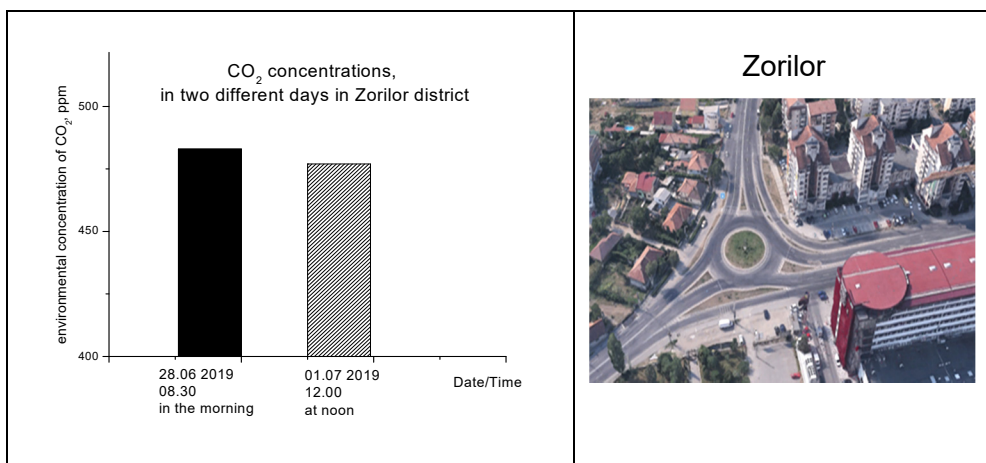 CO₂ concentrations,
in two different days in Zorilor district
environmental concentration of CO₂, ppm
500
450
400
28.06 2019
08.30
in the morning
01.07 2019
12.00
at noon
Date/Time
Zorilor